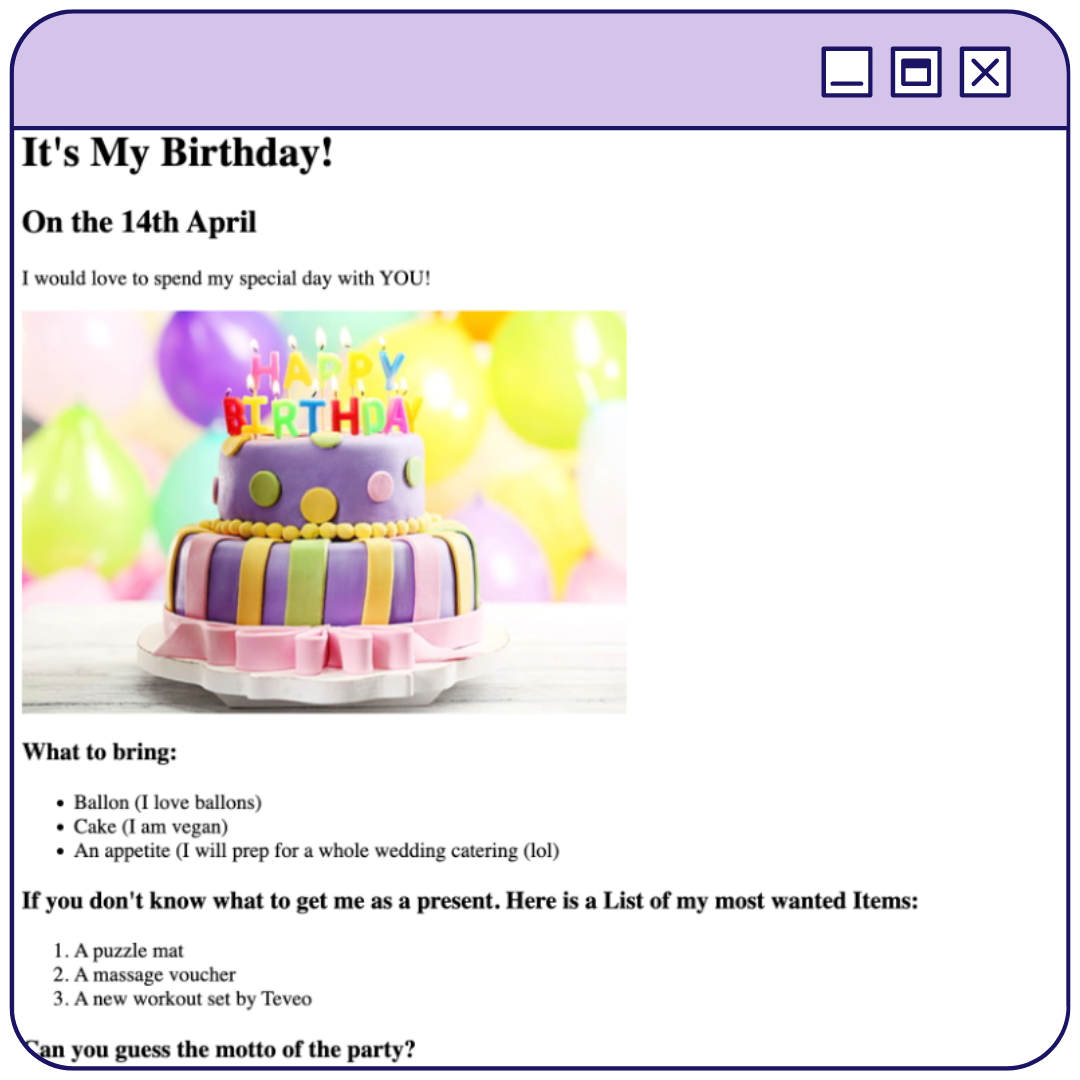 It's My Birthday!
On the 14th April
I would love to spend my special day with YOU!
HAPPY
BIRTHDAY
What to bring:
• Ballon (I love ballons)
• Cake (I am vegan)
• An appetite (I will prep for a whole wedding catering (lol)
If you don't know what to get me as a present. Here is a List of my most wanted Items:
1. A puzzle mat
2. A massage voucher
3. A new workout set by Teveo
Can you guess the motto of the party?